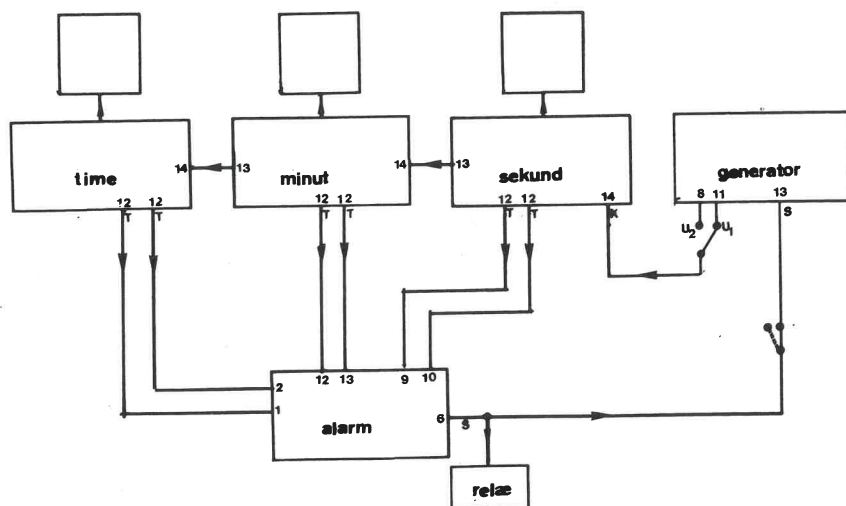 time
14
12 12
T T
13
minut
14
12 12
T T
13
sekund
12 12 14
T T K
generator
8 11 13
U2 U1 S
2
1
12 13 9 10
alarm
6
S
relæ